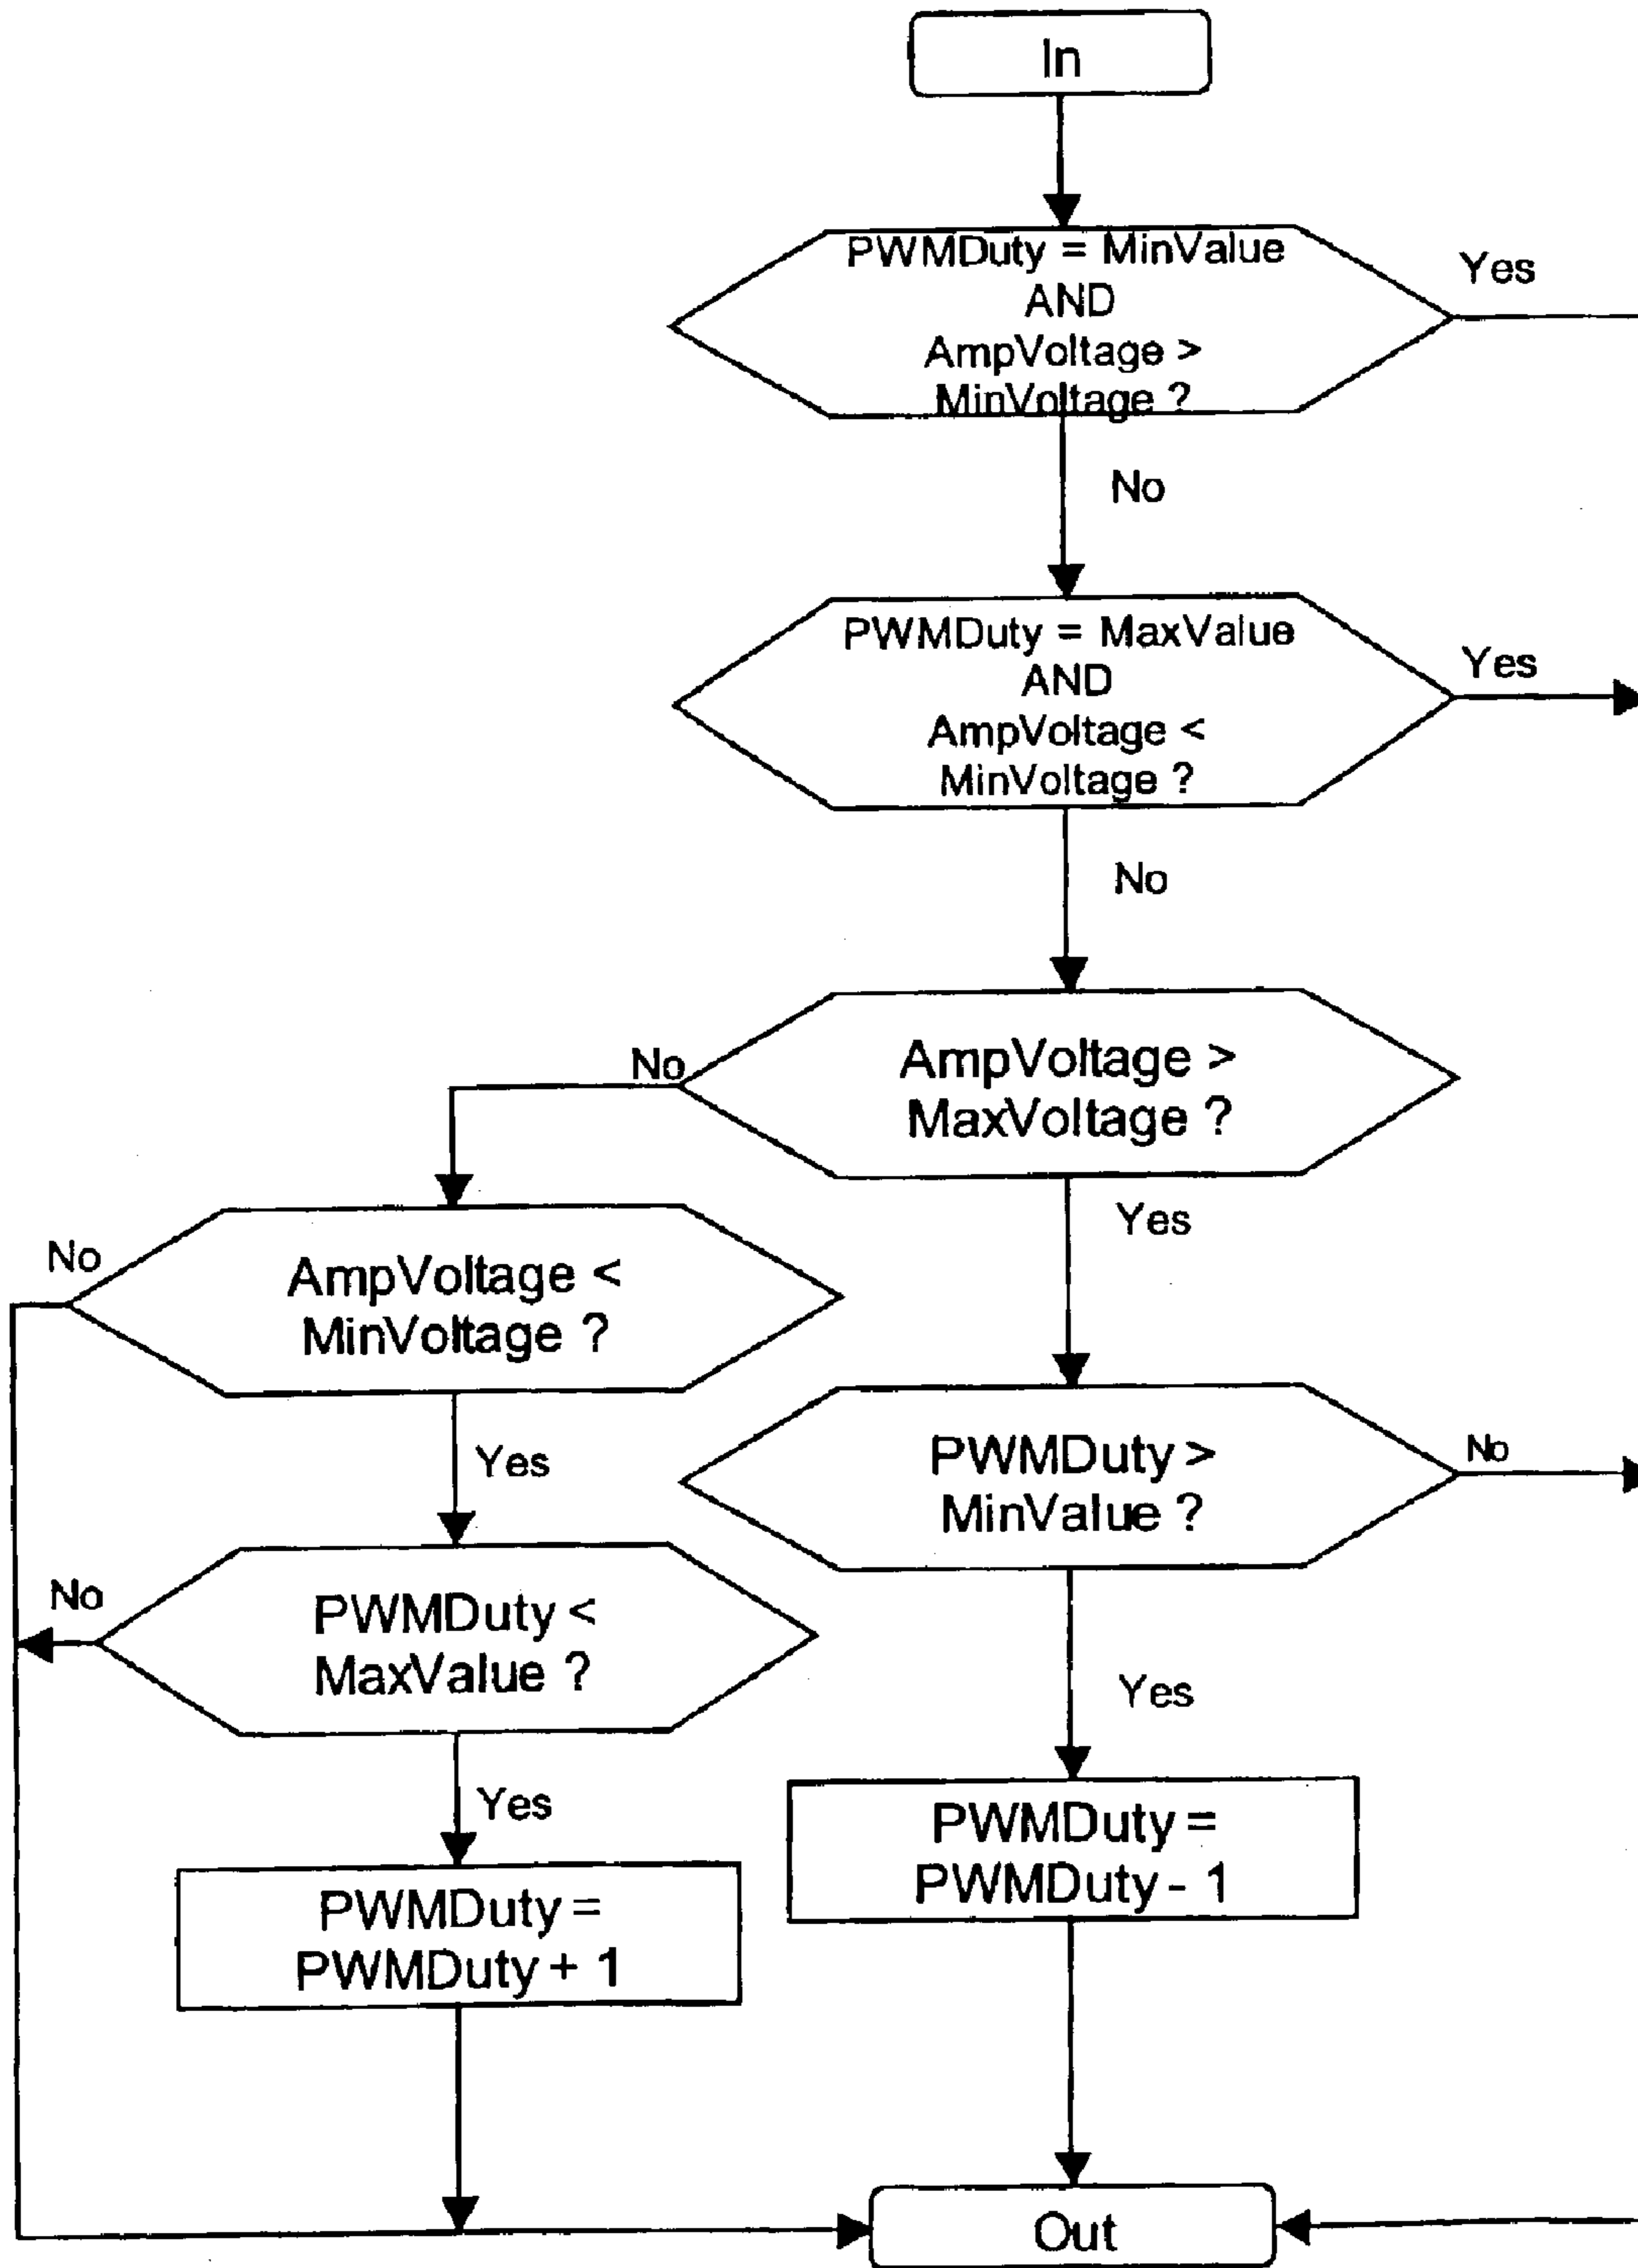 In
PWMDuty = MinValue
AND
AmpVoltage >
MinVoltage ?
Yes
No
PWMDuty = MaxValue
AND
AmpVoltage <
MinVoltage ?
Yes
No
AmpVoltage >
MaxVoltage ?
No
Yes
AmpVoltage <
MinVoltage ?
No
Yes
PWMDuty >
MinValue ?
No
Yes
PWMDuty <
MaxValue ?
No
Yes
PWMDuty =
PWMDuty - 1
PWMDuty =
PWMDuty + 1
Out